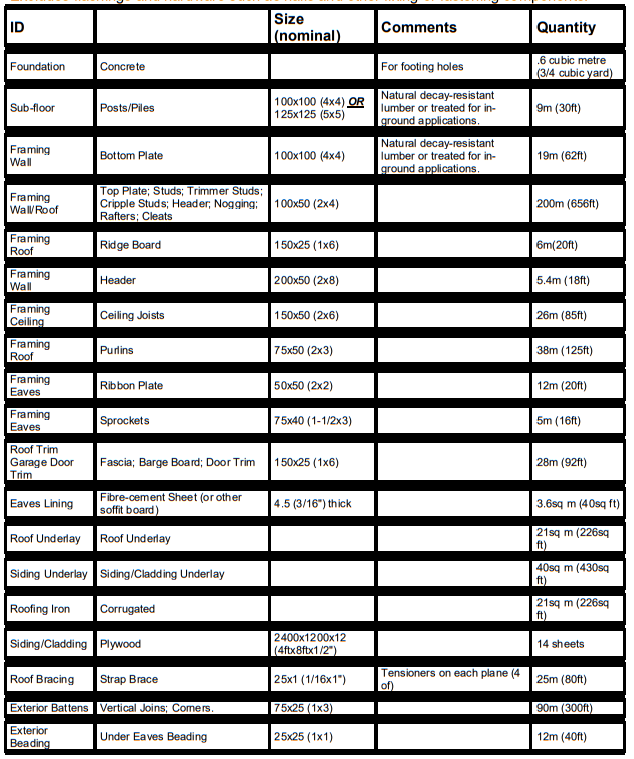 ID Size (nominal) Comments Quantity
Foundation Concrete For footing holes .6 cubic metre (3/4 cubic yard)
Sub-floor Posts/Piles 100x100 (4x4) OR 125x125 (5x5) Natural decay-resistant lumber or treated for in-ground applications. 9m (30ft)
Framing Wall Bottom Plate 100x100 (4x4) Natural decay-resistant lumber or treated for in-ground applications. 19m (62ft)
Framing Wall/Roof Top Plate; Studs; Trimmer Studs; Cripple Studs; Header; Nogging; Rafters; Cleats 100x50 (2x4) 200m (656ft)
Framing Roof Ridge Board 150x25 (1x6) 6m(20ft)
Framing Wall Header 200x50 (2x8) 5.4m (18ft)
Framing Ceiling Ceiling Joists 150x50 (2x6) 26m (85ft)
Framing Roof Purlins 75x50 (2x3) 38m (125ft)
Framing Eaves Ribbon Plate 50x50 (2x2) 12m (20ft)
Framing Eaves Sprockets 75x40 (1-1/2x3) 5m (16ft)
Roof Trim Garage Door Trim Fascia; Barge Board; Door Trim 150x25 (1x6) 28m (92ft)
Eaves Lining Fibre-cement Sheet (or other soffit board) 4.5 (3/16") thick 3.6sq m (40sq ft)
Roof Underlay Roof Underlay 21sq m (226sq ft)
Siding Underlay Siding/Cladding Underlay 40sq m (430sq ft)
Roofing Iron Corrugated 21sq m (226sq ft)
Siding/Cladding Plywood 2400x1200x12 (4ftx8ftx1/2") 14 sheets
Roof Bracing Strap Brace 25x1 (1/16x1") Tensioners on each plane (4 of) 25m (80ft)
Exterior Battens Vertical Joins; Corners. 75x25 (1x3) 90m (300ft)
Exterior Beading Under Eaves Beading 25x25 (1x1) 12m (40ft)